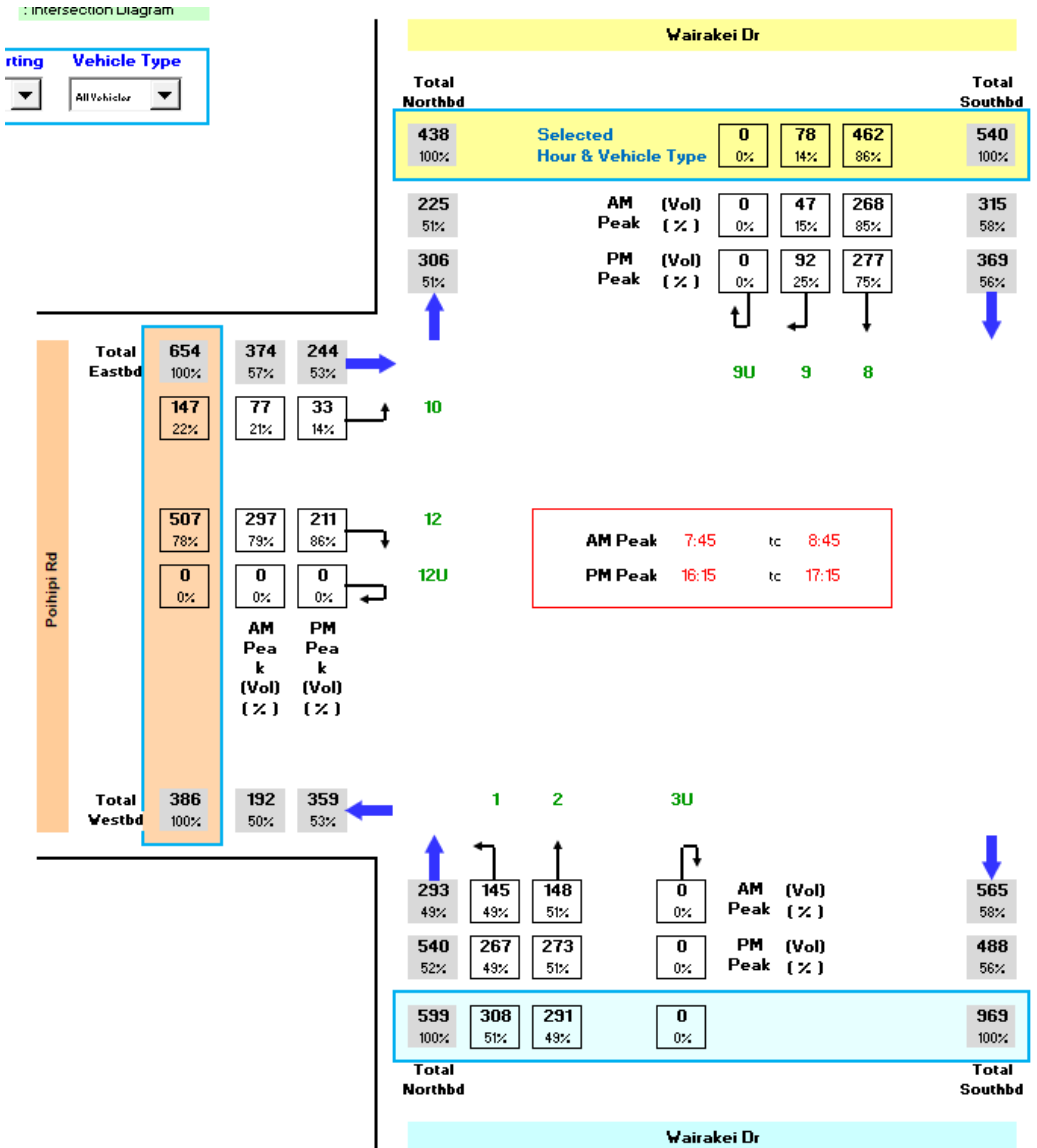 : Intersection Diagram
Wairakei Dr
rting Vehicle Type
All Vehicles
Total Northbd
Total Southbd
438 Selected 0 78 462 540
100% Hour & Vehicle Type 0% 14% 86% 100%
225 AM (Vol) 0 47 268 315
51% Peak ( % ) 0% 15% 85% 58%
306 PM (Vol) 0 92 277 369
51% Peak ( % ) 0% 25% 75% 56%
Total 654 374 244
Eastbd 100% 57% 53%
9U 9 8
147 77 33 10
22% 21% 14%
507 297 211 12
78% 79% 86%
AM Peak 7:45 tc 8:45
0 0 0 12U
0% 0% 0%
PM Peak 16:15 tc 17:15
Poihipi Rd
AM PM
Pea Pea
k k
(Vol) (Vol)
( % ) ( % )
Total 386 192 359 1 2 3U
Westbd 100% 50% 53%
293 145 148 0 AM (Vol) 565
49% 49% 51% 0% Peak ( % ) 58%
540 267 273 0 PM (Vol) 488
52% 49% 51% 0% Peak ( % ) 56%
599 308 291 0 969
100% 51% 49% 0% 100%
Total Total
Northbd Southbd
Wairakei Dr